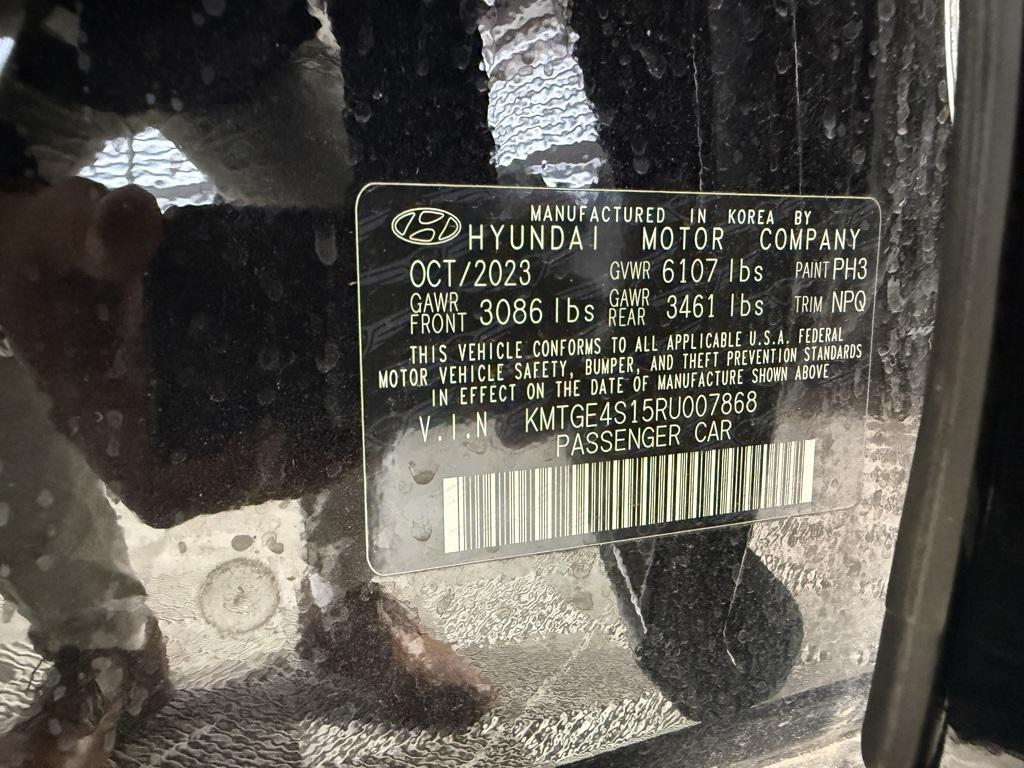 MANUFACTURED IN KOREA BY
HYUNDAI MOTOR COMPANY
OCT/2023 GVWR 6107 lbs PAINT PH3
GAWR FRONT 3086 lbs GAWR REAR 3461 lbs TRIM NPQ
THIS VEHICLE CONFORMS TO ALL APPLICABLE U.S.A. FEDERAL
MOTOR VEHICLE SAFETY, BUMPER, AND THEFT PREVENTION STANDARDS
IN EFFECT ON THE DATE OF MANUFACTURE SHOWN ABOVE
V.I.N KMTGE4S15RU007868
PASSENGER CAR